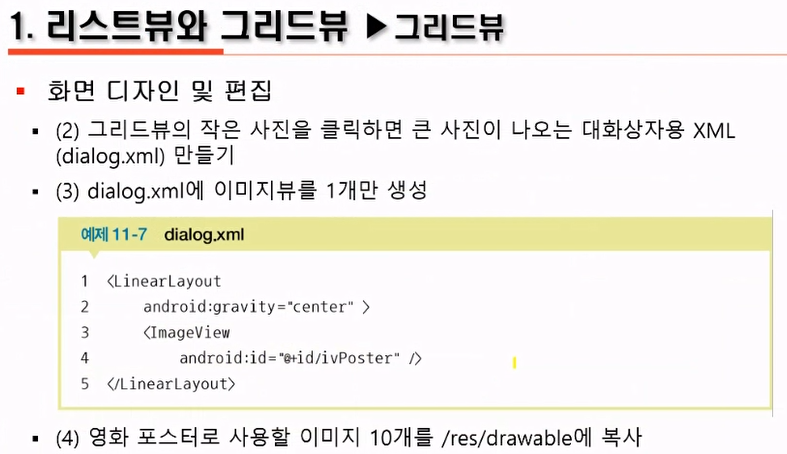 1. 리스트뷰와 그리드뷰 ▶그리드뷰
▪ 화면 디자인 및 편집
▪ (2) 그리드뷰의 작은 사진을 클릭하면 큰 사진이 나오는 대화상자용 XML
(dialog.xml) 만들기
▪ (3) dialog.xml에 이미지뷰를 1개만 생성
예제 11-7 dialog.xml
1 <LinearLayout
2 android:gravity="center" >
3 <ImageView
4 android:id="@+id/ivPoster" />
5 </LinearLayout>
▪ (4) 영화 포스터로 사용할 이미지 10개를 /res/drawable에 복사